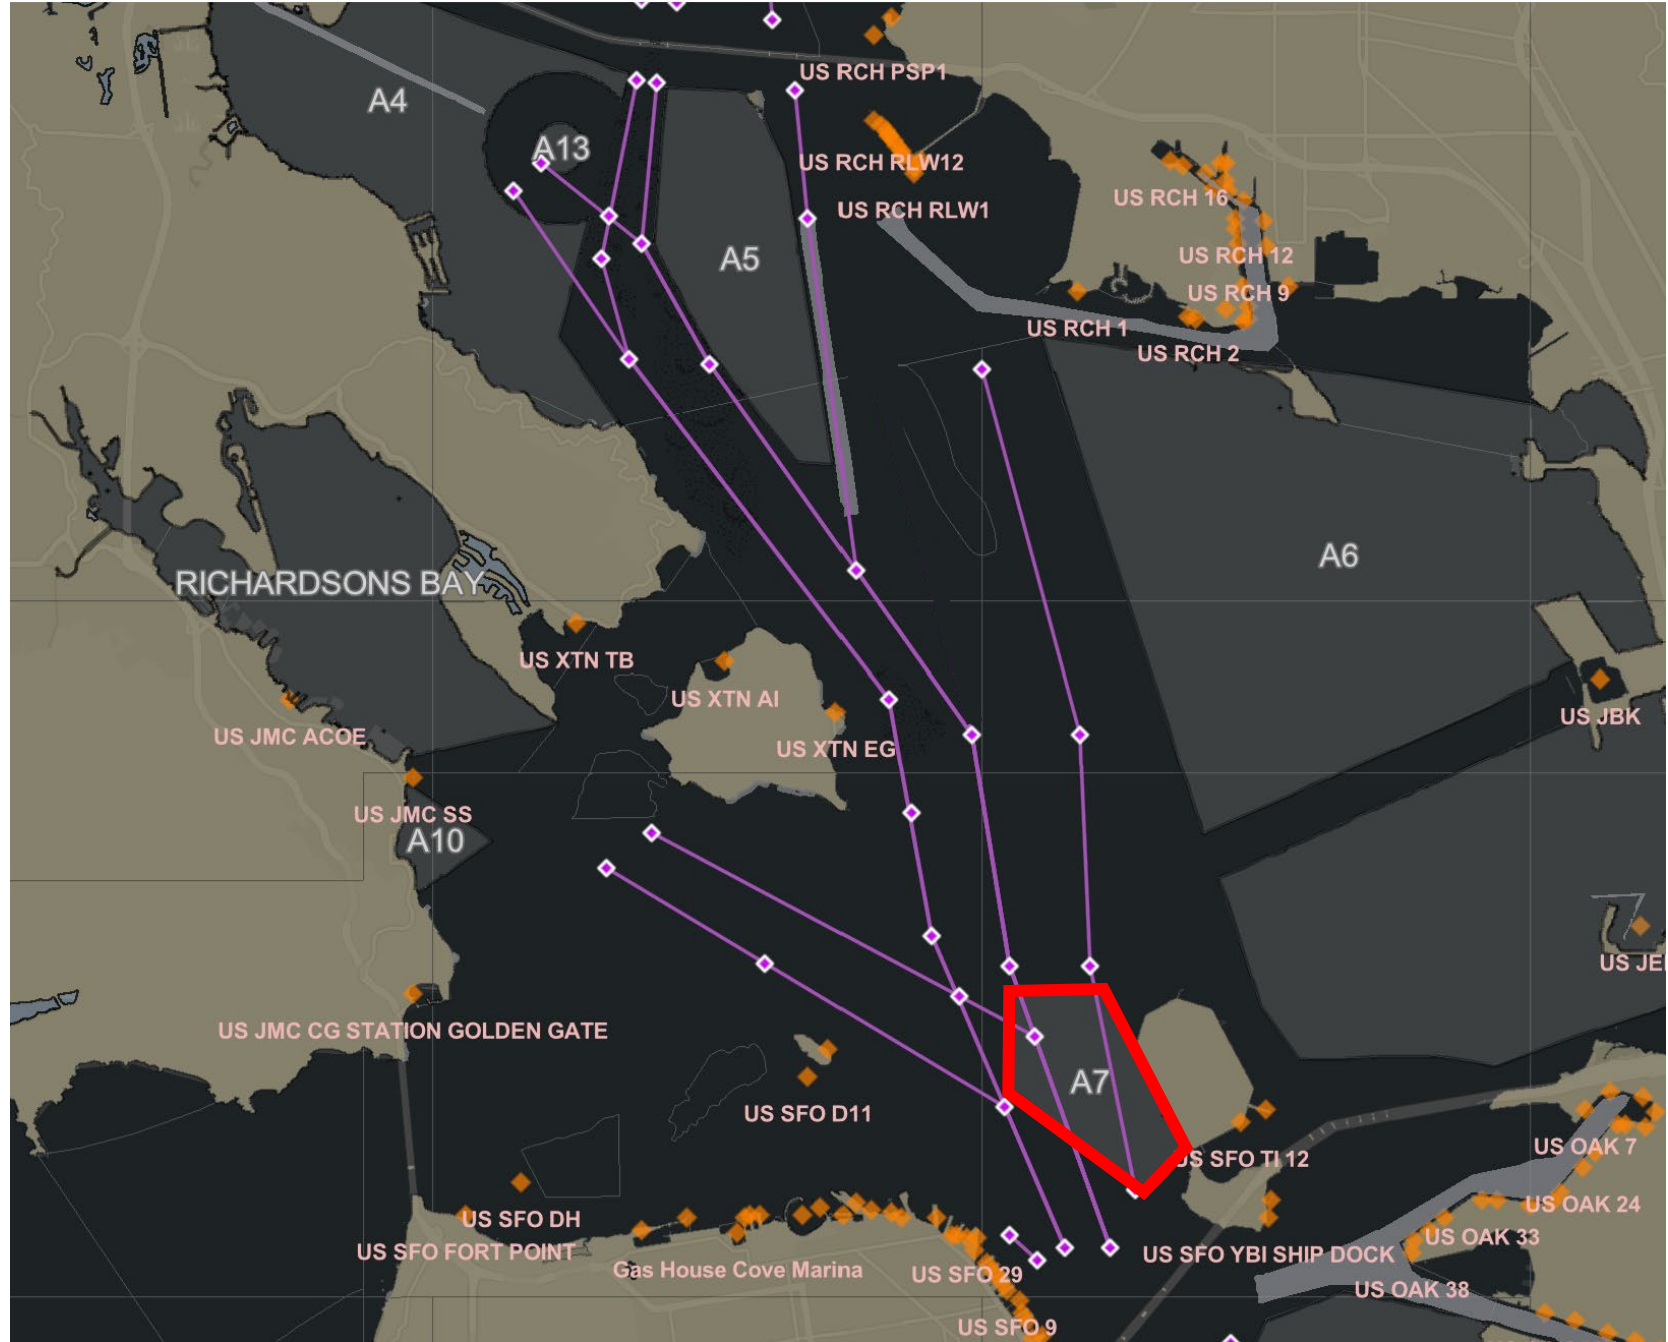 US RCH PSP1
A4
A13
US RCH RLW12
US RCH 16
US RCH RLW1
A5
US RCH 12
US RCH 9
US RCH 1
US RCH 2
A6
RICHARDSONS BAY
US XTN TB
US XTN AI
US JBK
US JMC ACOE
US XTN EG
US JMC SS
A10
US JE
US JMC CG STATION GOLDEN GATE
A7
US SFO D11
US OAK 7
US SFO TI 12
US OAK 24
US SFO DH
US OAK 33
US SFO FORT POINT
US SFO YBI SHIP DOCK
Gas House Cove Marina
US SFO 29
US OAK 38
US SFO 9